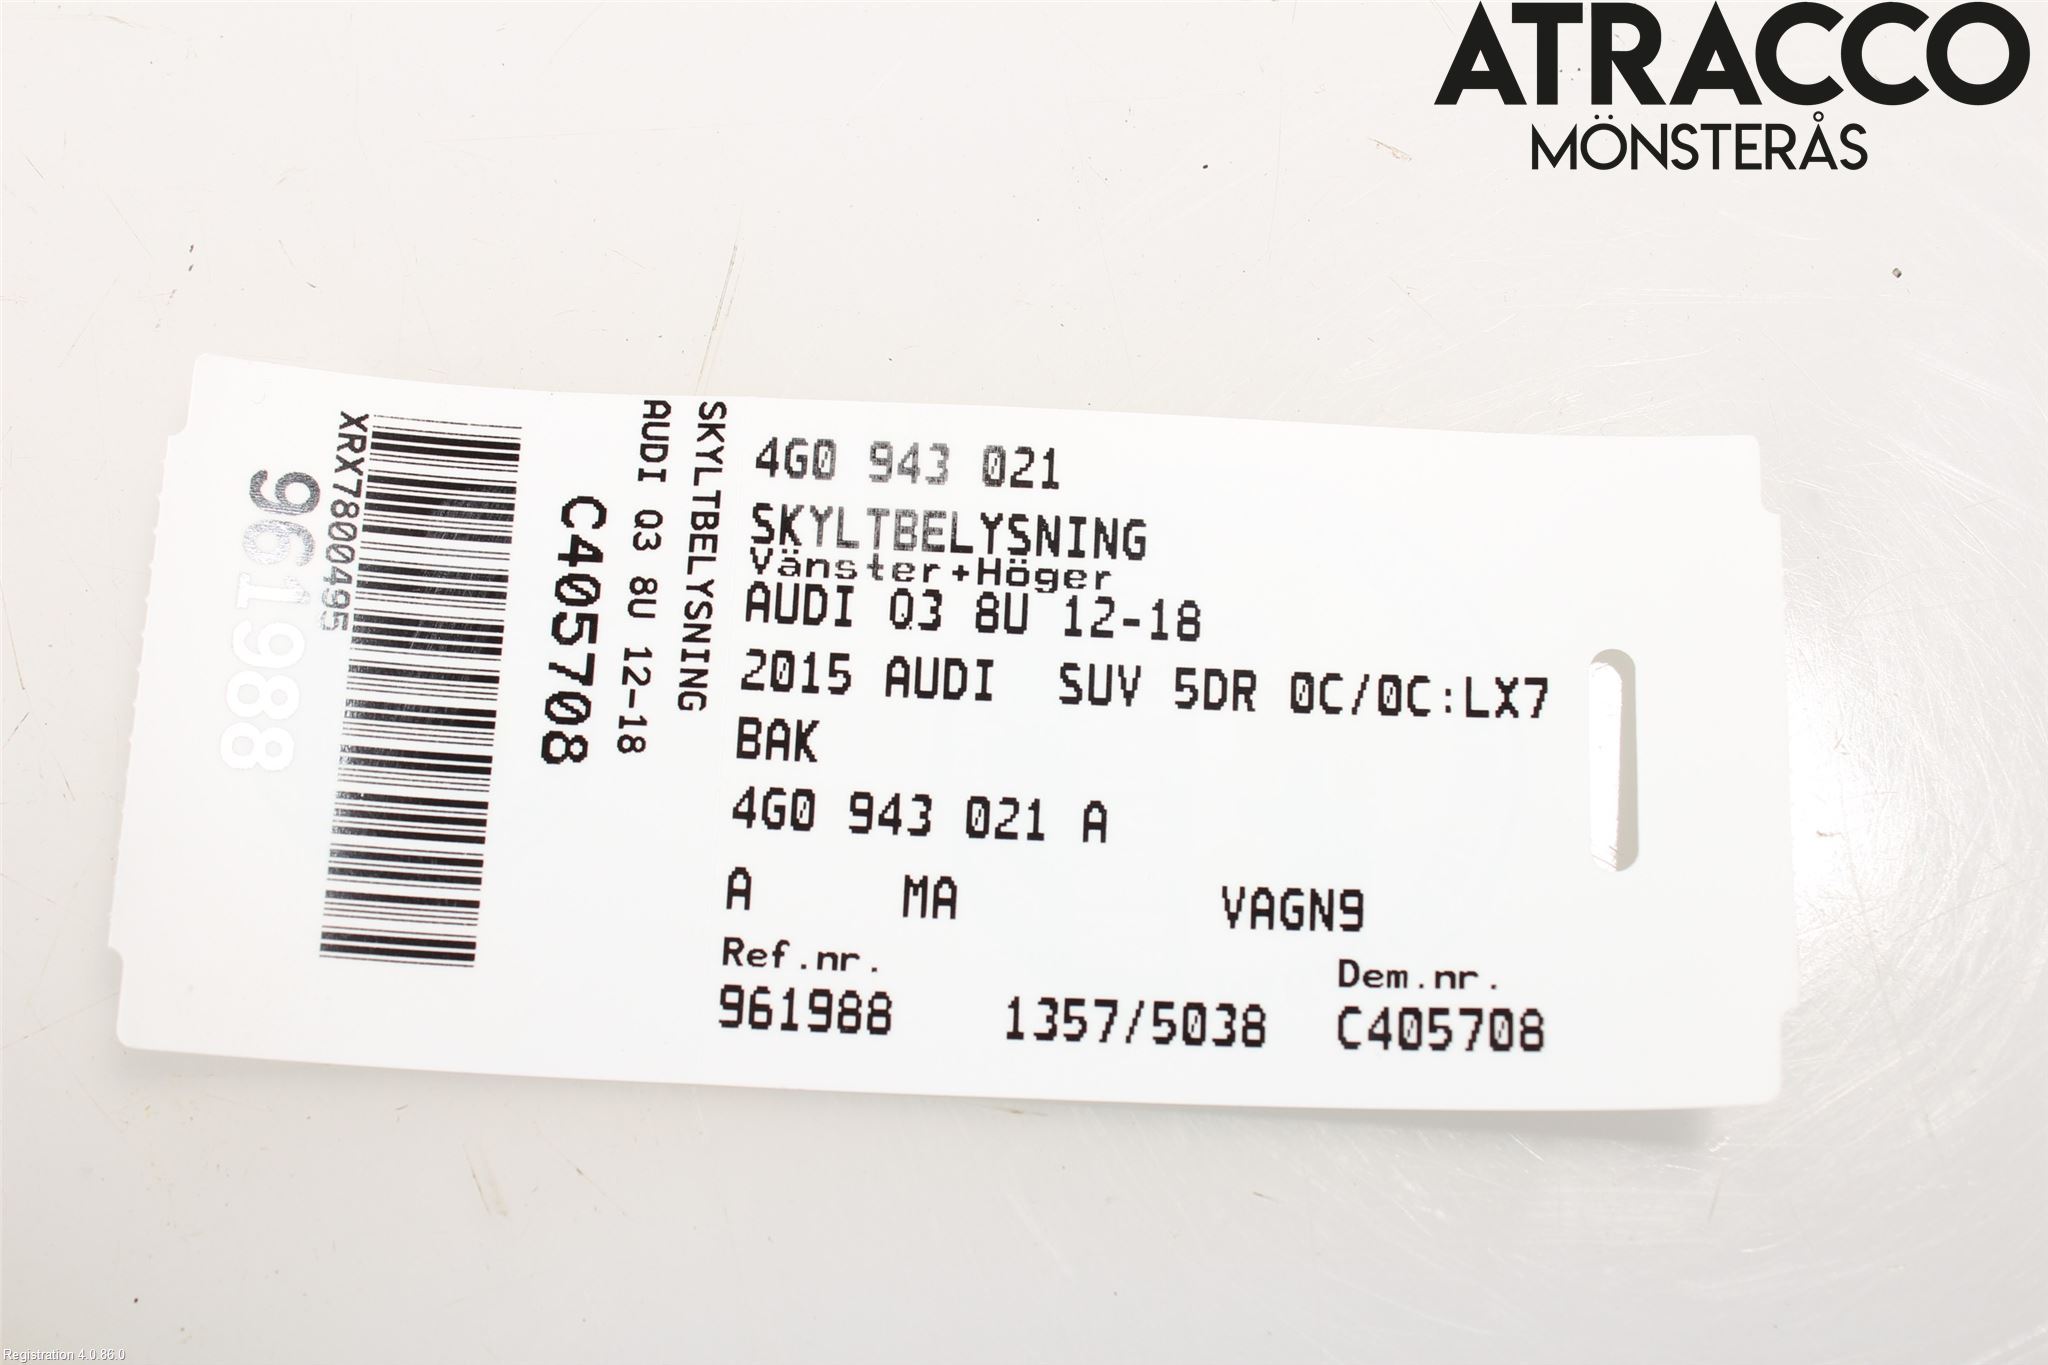 ATRACCO
MÖNSTERÅS
4G0 943 021
SKYLTBELYSNING
Vänster+Höger
AUDI Q3 8U 12-18
2015 AUDI SUV 5DR 0C/0C:LX7
BAK
4G0 943 021 A
A MA VAGN9
Ref.nr. Dem.nr.
961988 1357/5038 C405708
SKYLTBELYSNING
AUDI Q3 8U 12-18
C405708
XRX7800495
961988
Registration 4.0.86.0